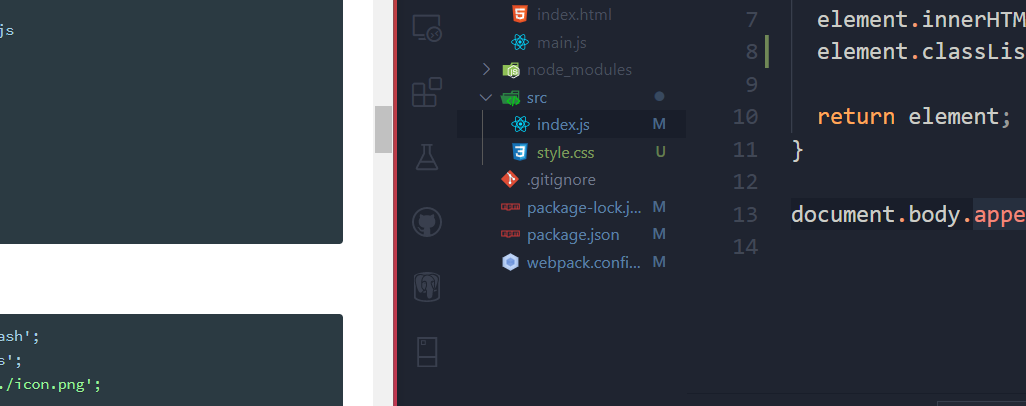 js
ash';
s';
./icon.png';
index.html
main.js
node_modules
src
index.js M
style.css U
.gitignore
package-lock.j... M
package.json M
webpack.confi... M
7 element.innerHTM
8 element.classLis
9
10 return element;
11 }
12
13 document.body.appe
14